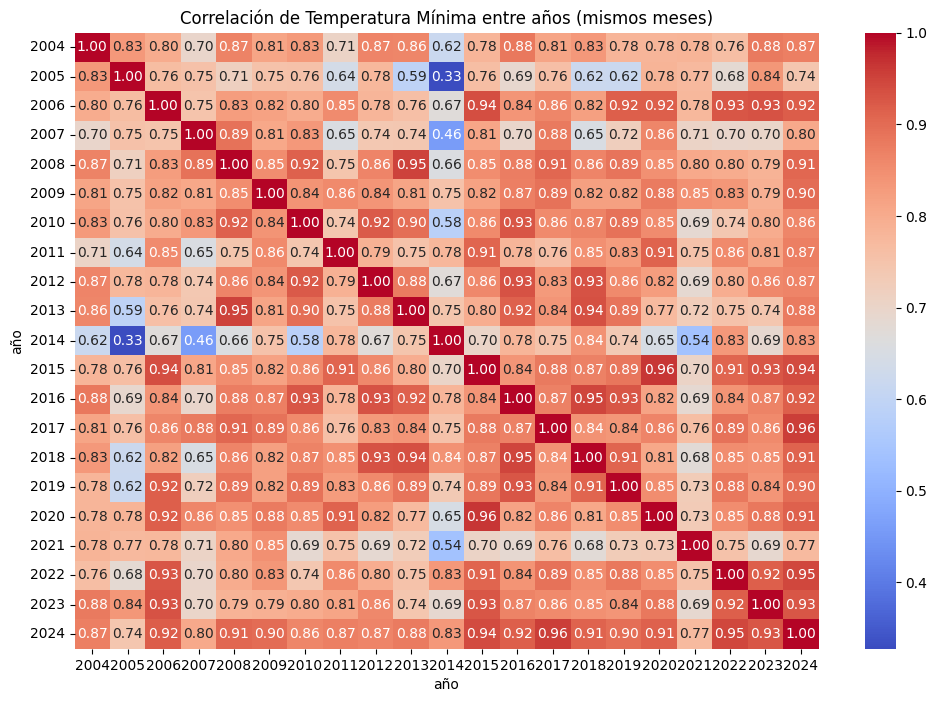 Correlación de Temperatura Mínima entre años (mismos meses)
2004 1.00 0.83 0.80 0.70 0.87 0.81 0.83 0.71 0.87 0.86 0.62 0.78 0.88 0.81 0.83 0.78 0.78 0.78 0.76 0.88 0.87
2005 0.83 1.00 0.76 0.75 0.71 0.75 0.76 0.64 0.78 0.59 0.33 0.76 0.69 0.76 0.62 0.62 0.78 0.77 0.68 0.84 0.74
2006 0.80 0.76 1.00 0.75 0.83 0.82 0.80 0.85 0.78 0.76 0.67 0.94 0.84 0.86 0.82 0.92 0.92 0.78 0.93 0.93 0.92
2007 0.70 0.75 0.75 1.00 0.89 0.81 0.83 0.65 0.74 0.74 0.46 0.81 0.70 0.88 0.65 0.72 0.86 0.71 0.70 0.70 0.80
2008 0.87 0.71 0.83 0.89 1.00 0.85 0.92 0.75 0.86 0.95 0.66 0.85 0.88 0.91 0.86 0.89 0.85 0.80 0.80 0.79 0.91
2009 0.81 0.75 0.82 0.81 0.85 1.00 0.84 0.86 0.84 0.81 0.75 0.82 0.87 0.89 0.82 0.82 0.88 0.85 0.83 0.79 0.90
2010 0.83 0.76 0.80 0.83 0.92 0.84 1.00 0.74 0.92 0.90 0.58 0.86 0.93 0.86 0.87 0.89 0.85 0.69 0.74 0.80 0.86
2011 0.71 0.64 0.85 0.65 0.75 0.86 0.74 1.00 0.79 0.75 0.78 0.91 0.78 0.76 0.85 0.83 0.91 0.75 0.86 0.81 0.87
2012 0.87 0.78 0.78 0.74 0.86 0.84 0.92 0.79 1.00 0.88 0.67 0.86 0.93 0.83 0.93 0.86 0.82 0.69 0.80 0.86 0.87
2013 0.86 0.59 0.76 0.74 0.95 0.81 0.90 0.75 0.88 1.00 0.75 0.80 0.92 0.84 0.94 0.89 0.77 0.72 0.75 0.74 0.88
2014 0.62 0.33 0.67 0.46 0.66 0.75 0.58 0.78 0.67 0.75 1.00 0.70 0.78 0.75 0.84 0.74 0.65 0.54 0.83 0.69 0.83
2015 0.78 0.76 0.94 0.81 0.85 0.82 0.86 0.91 0.86 0.80 0.70 1.00 0.84 0.88 0.87 0.89 0.96 0.70 0.91 0.93 0.94
2016 0.88 0.69 0.84 0.70 0.88 0.87 0.93 0.78 0.93 0.92 0.78 0.84 1.00 0.87 0.95 0.93 0.82 0.69 0.84 0.87 0.92
2017 0.81 0.76 0.86 0.88 0.91 0.89 0.86 0.76 0.83 0.84 0.75 0.88 0.87 1.00 0.84 0.84 0.86 0.76 0.89 0.86 0.96
2018 0.83 0.62 0.82 0.65 0.86 0.82 0.87 0.85 0.93 0.94 0.84 0.87 0.95 0.84 1.00 0.91 0.81 0.68 0.85 0.85 0.91
2019 0.78 0.62 0.92 0.72 0.89 0.82 0.89 0.83 0.86 0.89 0.74 0.89 0.93 0.84 0.91 1.00 0.85 0.73 0.88 0.84 0.90
2020 0.78 0.78 0.92 0.86 0.85 0.88 0.85 0.91 0.82 0.77 0.65 0.96 0.82 0.86 0.81 0.85 1.00 0.73 0.85 0.88 0.91
2021 0.78 0.77 0.78 0.71 0.80 0.85 0.69 0.75 0.69 0.72 0.54 0.70 0.69 0.76 0.68 0.73 0.73 1.00 0.75 0.69 0.77
2022 0.76 0.68 0.93 0.70 0.80 0.83 0.74 0.86 0.80 0.75 0.83 0.91 0.84 0.89 0.85 0.88 0.85 0.75 1.00 0.92 0.95
2023 0.88 0.84 0.93 0.70 0.79 0.79 0.80 0.81 0.86 0.74 0.69 0.93 0.87 0.86 0.85 0.84 0.88 0.69 0.92 1.00 0.93
2024 0.87 0.74 0.92 0.80 0.91 0.90 0.86 0.87 0.87 0.88 0.83 0.94 0.92 0.96 0.91 0.90 0.91 0.77 0.95 0.93 1.00
2004 2005 2006 2007 2008 2009 2010 2011 2012 2013 2014 2015 2016 2017 2018 2019 2020 2021 2022 2023 2024
año
año
1.0
0.9
0.8
0.7
0.6
0.5
0.4